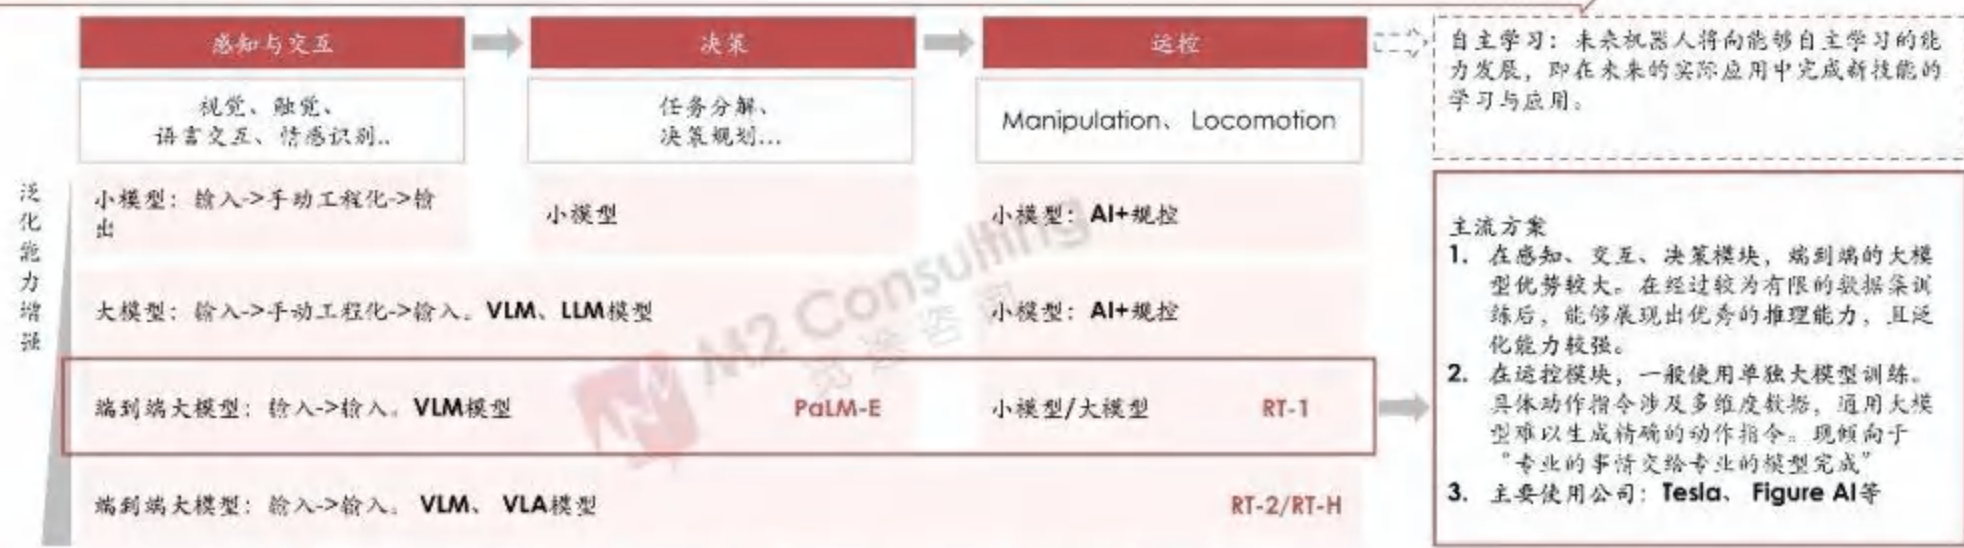 感知与交互
决策
运控
自主学习：未来机器人将向能够自主学习的能
力发展，即在未来的实际应用中完成新技能的
学习与应用。
视觉、触觉、
语言交互、情感识别..
任务分解、
决策规划...
Manipulation、 Locomotion
泛化能力增强
小模型：输入->手动工程化->输
出
小模型
小模型：AI+规控
大模型：输入->手动工程化->输入。VLM、LLM模型
小模型：AI+规控
端到端大模型：输入->输入。VLM模型
PaLM-E
小模型/大模型
RT-1
端到端大模型：输入->输入。 VLM、 VLA模型
RT-2/RT-H
主流方案
1. 在感知、交互、决策模块，端到端的大模
型优势较大。在经过较为有限的数据集训
练后，能够展现出优秀的推理能力，且泛
化能力较强。
2. 在运控模块，一般使用单独大模型训练。
具体动作指令涉及多维度数据，通用大模
型难以生成精确的动作指令。现倾向于
“专业的事情交给专业的模型完成”
3. 主要使用公司：Tesla、 Figure AI等
M2 Consulting